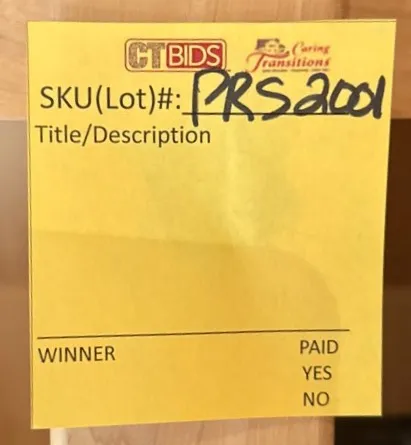 CTBIDS Caring Transitions
SKU(Lot)#: PRS2001
Title/Description
WINNER PAID
YES
NO